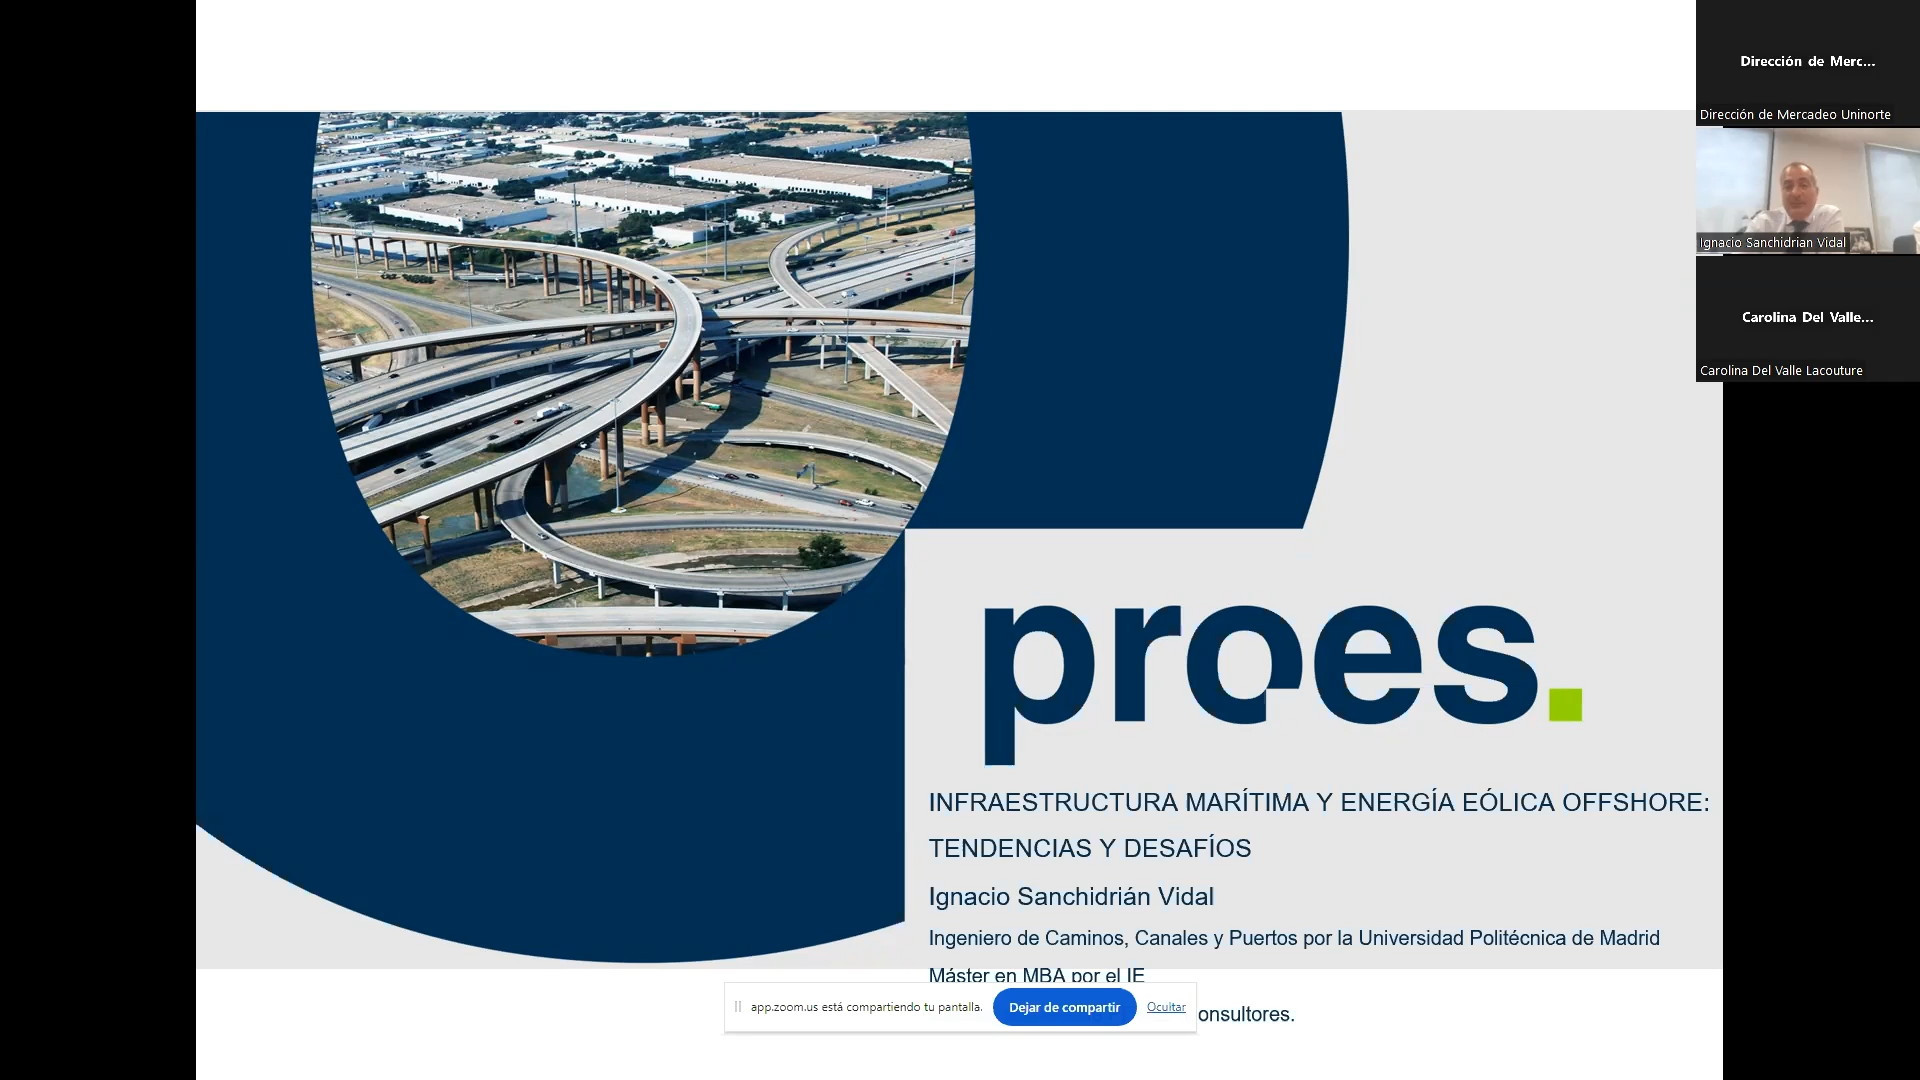 Dirección de Merc...
Dirección de Mercadeo Uninorte
Ignacio Sanchidrian Vidal
Carolina Del Valle...
Carolina Del Valle Lacouture
proes.
INFRAESTRUCTURA MARÍTIMA Y ENERGÍA EÓLICA OFFSHORE:
TENDENCIAS Y DESAFÍOS
Ignacio Sanchidrián Vidal
Ingeniero de Caminos, Canales y Puertos por la Universidad Politécnica de Madrid
Máster en MBA por el IE
onsultores.
app.zoom.us está compartiendo tu pantalla. Dejar de compartir Ocultar